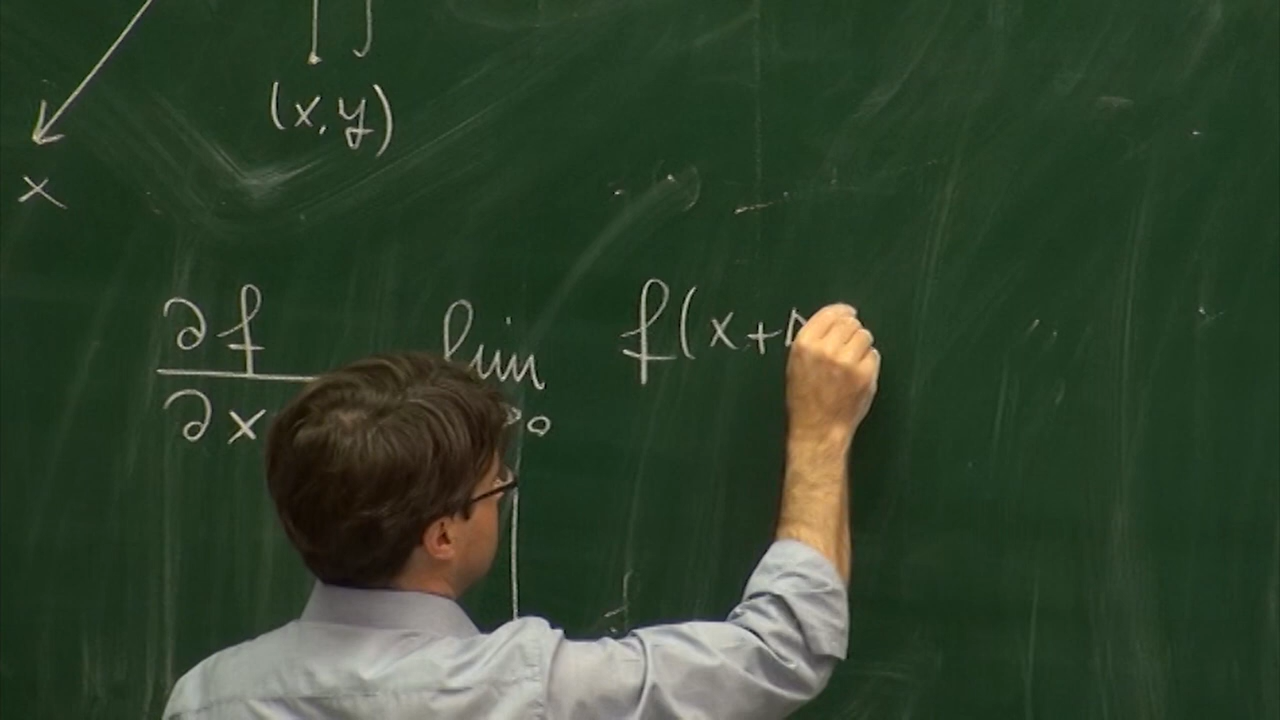 (x,y)
x
∂f/∂x lim f(x+Δ
→0